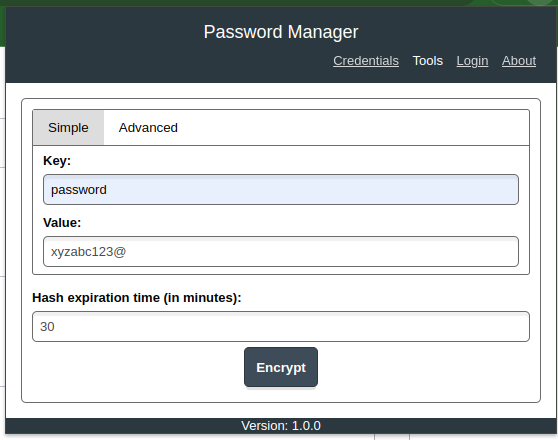 Password Manager
Credentials Tools Login About
Simple Advanced
Key:
password
Value:
xyzabc123@
Hash expiration time (in minutes):
30
Encrypt
Version: 1.0.0